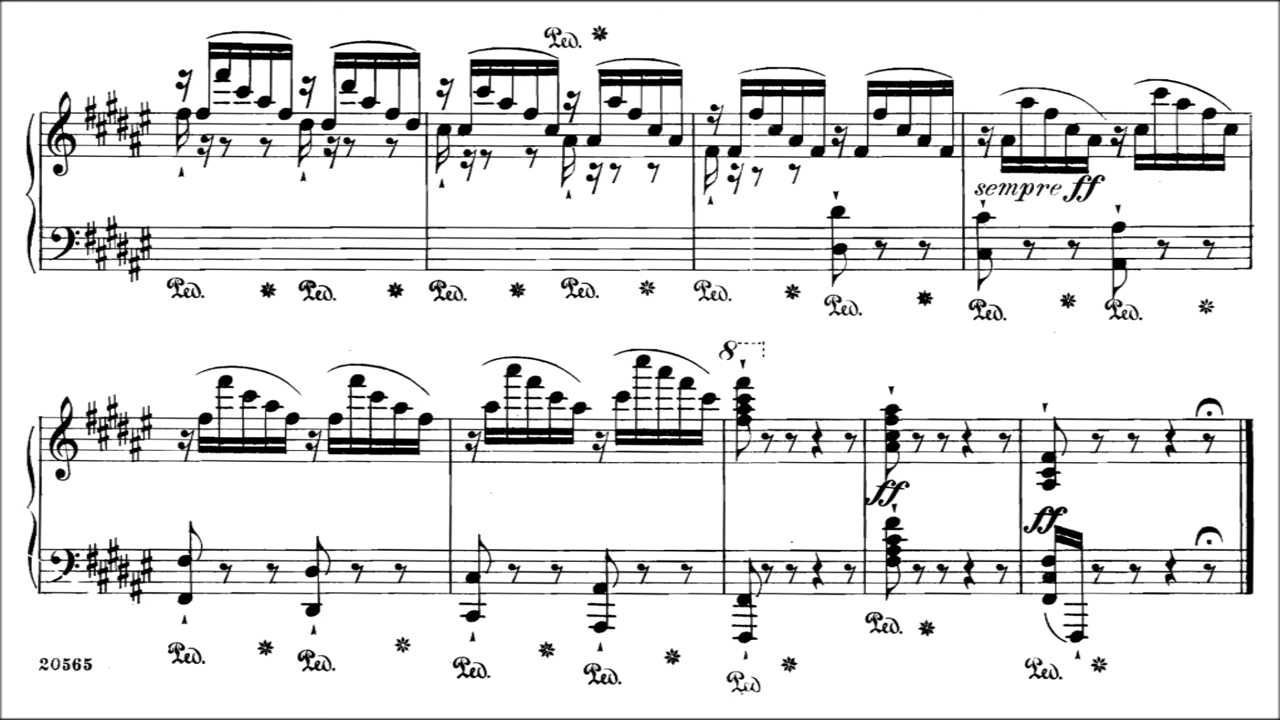 Ped. *
Ped. * Ped. * Ped. * Ped. * Ped. * Ped. * Ped. * Ped. *
sempre ff
8
ff
ff
Ped. * Ped. * Ped. * Ped. * Ped * Ped. * Ped. *
20565